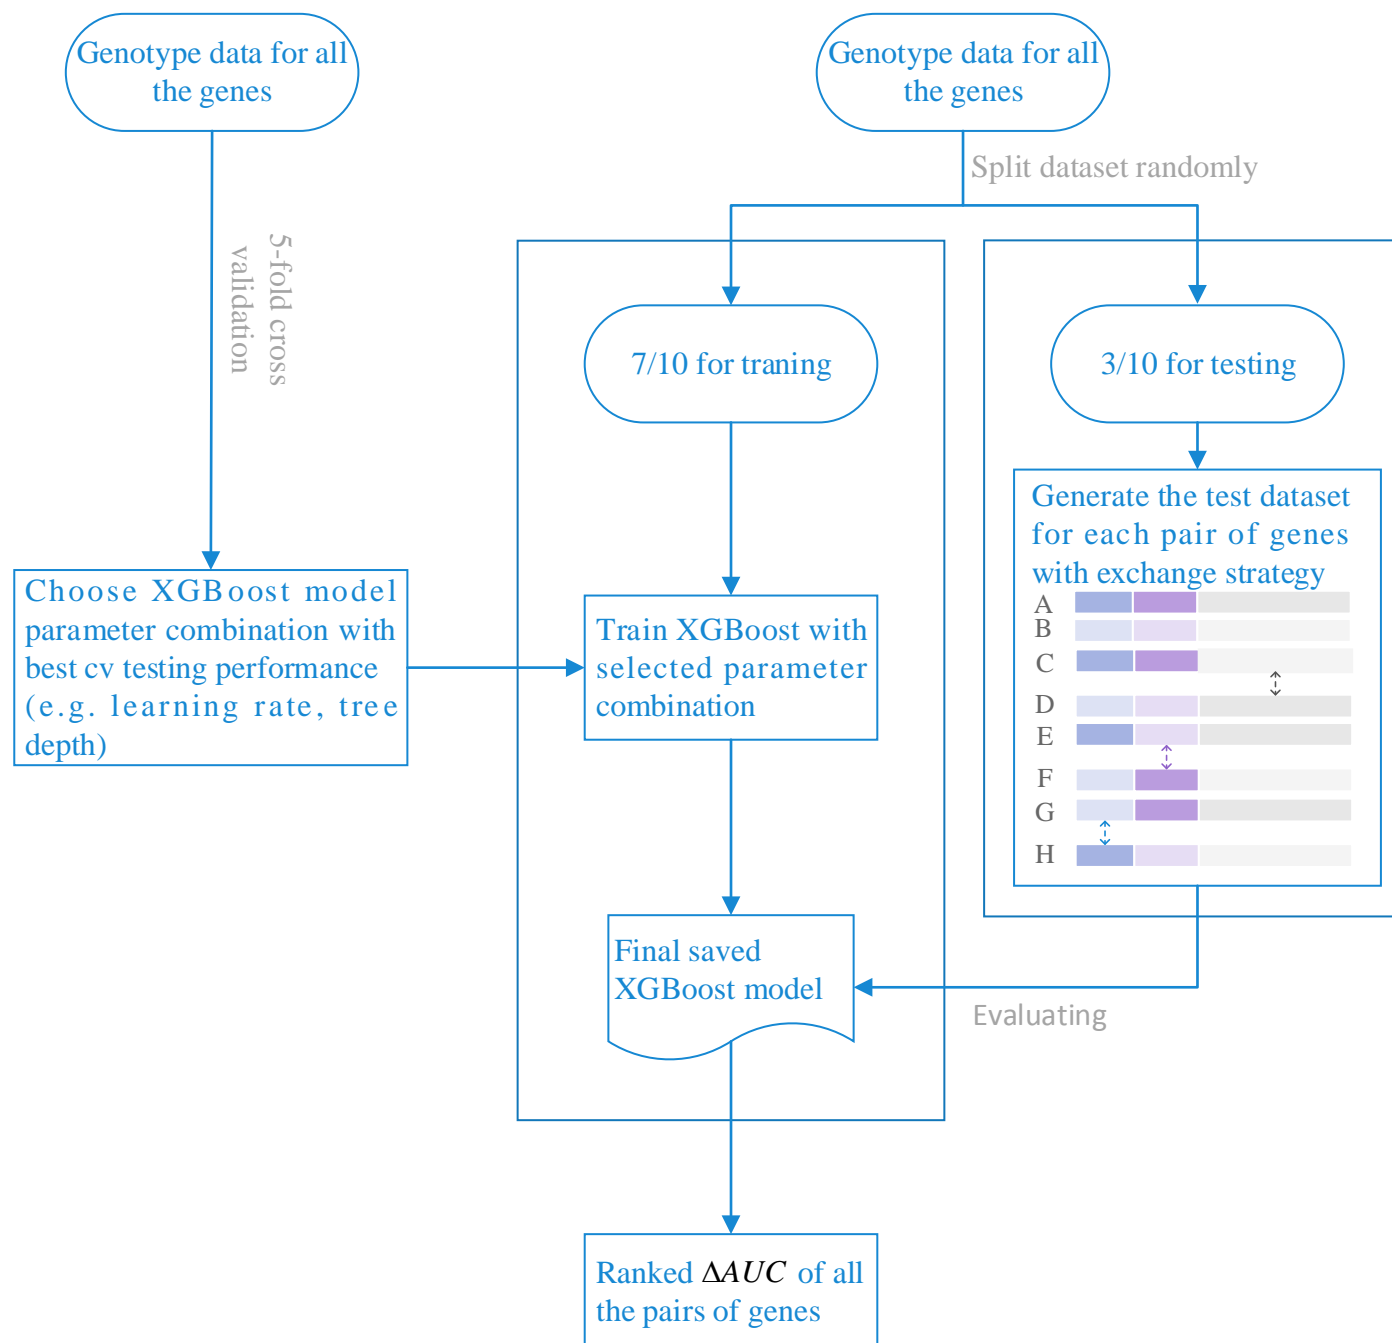 Genotype data for all
the genes
Genotype data for all
the genes
Split dataset randomly
5-fold cross
validation
7/10 for traning
3/10 for testing
Choose XGBoost model
parameter combination with
best cv testing performance
(e.g. learning rate, tree
depth)
Train XGBoost with
selected parameter
combination
Generate the test dataset
for each pair of genes
with exchange strategy
A
B
C
D
E
F
G
H
Final saved
XGBoost model
Evaluating
Ranked ΔAUC of all
the pairs of genes